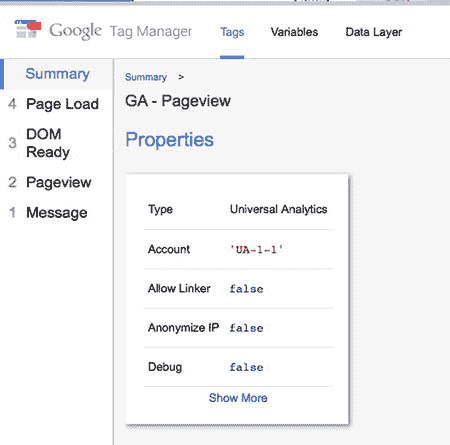 Google Tag Manager Tags Variables Data Layer
Summary
4 Page Load
3 DOM Ready
2 Pageview
1 Message
Summary >
GA - Pageview
Properties
Type Universal Analytics
Account 'UA-1-1'
Allow Linker false
Anonymize IP false
Debug false
Show More